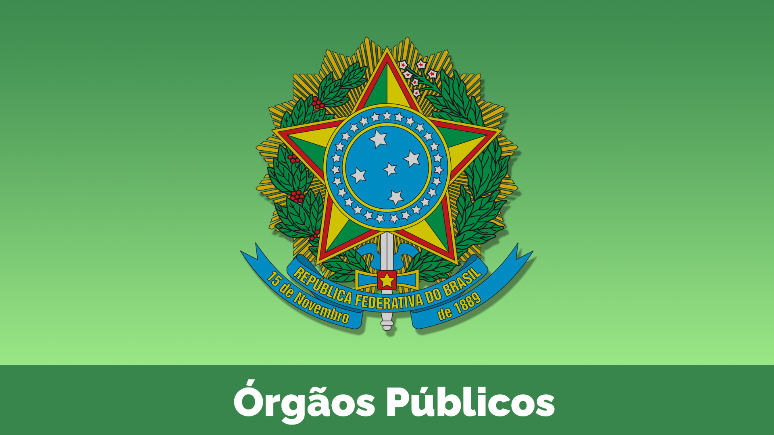 REPÚBLICA FEDERATIVA DO BRASIL
15 de Novembro
de 1889
Órgãos Públicos